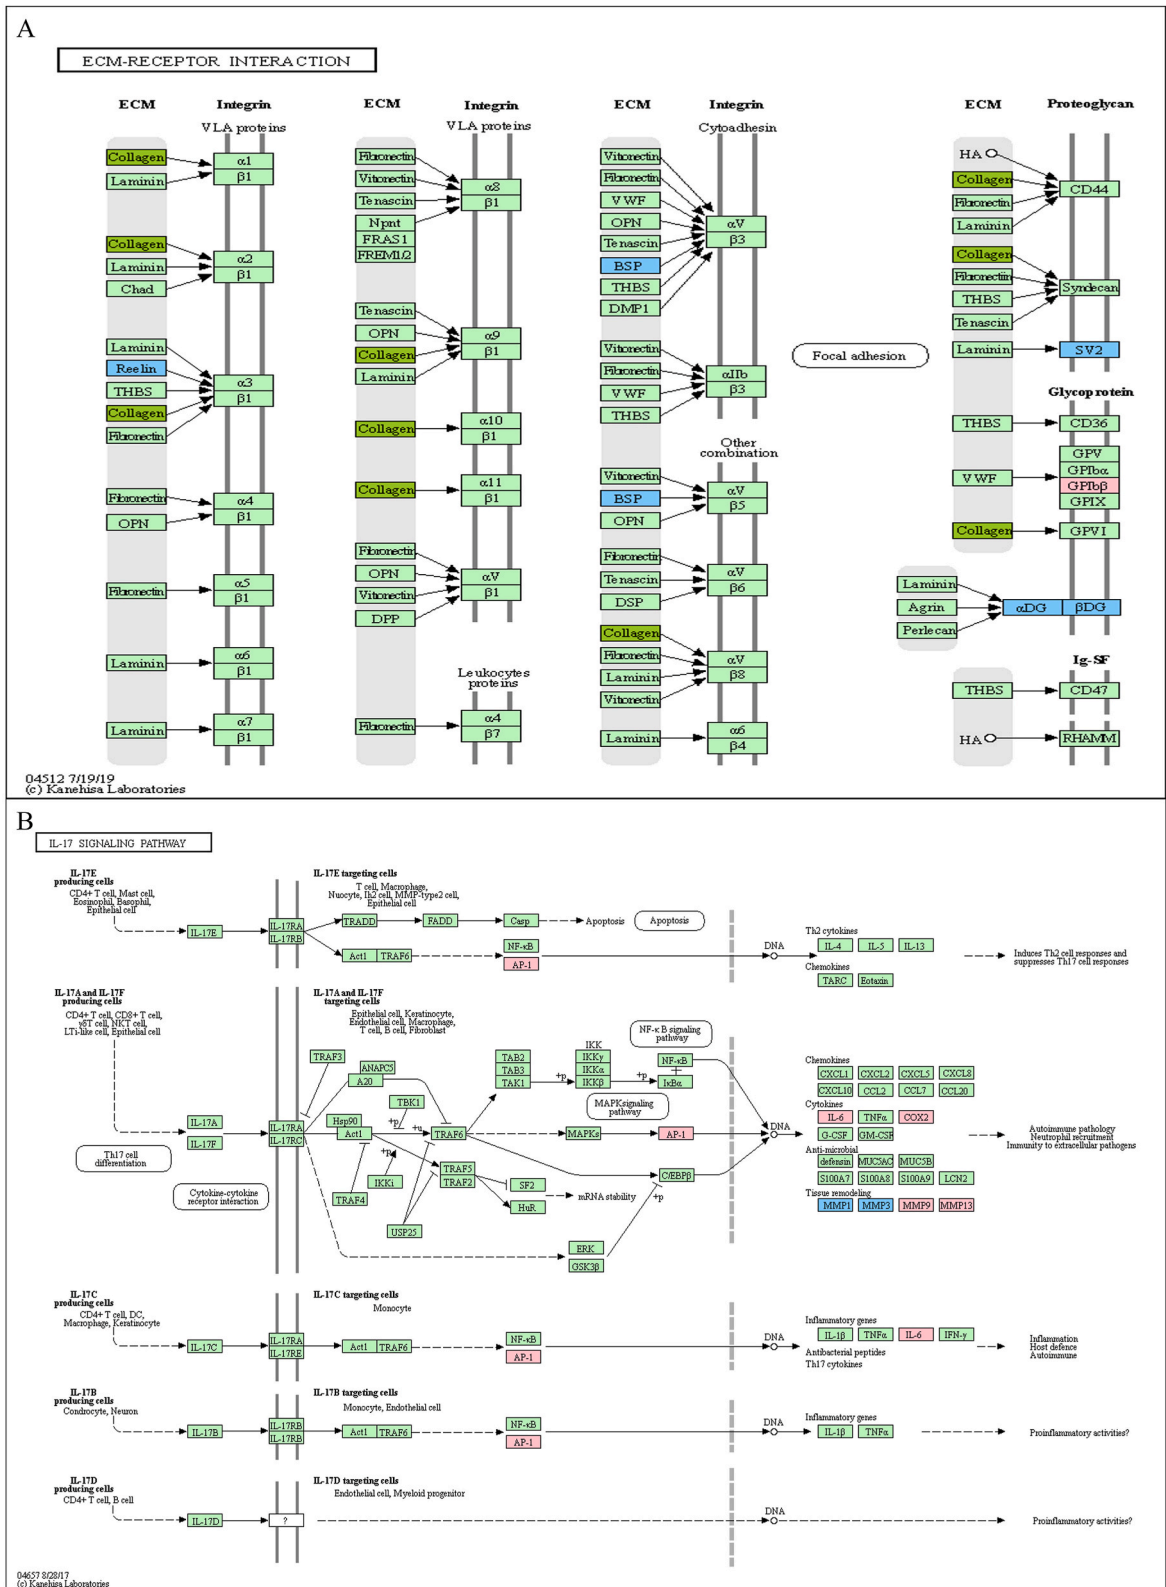 A
ECM-RECEPTOR INTERACTION
ECM
Integrin
VLA proteins
Collagen
Laminin
α1
β1
Collagen
Laminin
Chad
α2
β1
Laminin
Reelin
THBS
Collagen
Fibronectin
α3
β1
Fibronectin
OPN
α4
β1
Fibronectin
α5
β1
Laminin
α6
β1
Laminin
α7
β1
ECM
Integrin
VLA proteins
Fibronectin
Vitronectin
Tenascin
Npnt
FRAS1
FREM1/2
α8
β1
Tenascin
OPN
Collagen
Laminin
α9
β1
Collagen
α10
β1
Collagen
α11
β1
Fibronectin
OPN
Vitronectin
DPP
αV
β1
Leukocytes
proteins
Fibronectin
α4
β7
ECM
Integrin
Cytoadhesin
Vitronectin
Fibronectin
VWF
OPN
Tenascin
BSP
THBS
DMP1
αV
β3
Vitronectin
Fibronectin
VWF
THBS
αIIb
β3
Other
combination
Vitronectin
BSP
OPN
αV
β5
Fibronectin
Tenascin
DSP
αV
β6
Collagen
Fibronectin
Laminin
Vitronectin
αV
β8
Laminin
α6
β4
Focal adhesion
ECM
Proteoglycan
HA
Collagen
Fibronectin
Laminin
CD44
Collagen
Fibronectiin
THBS
Tenascin
Syndecan
Laminin
SV2
Glycoprotein
THBS
CD36
VWF
GPV
GPIbα
GPIbβ
GPIX
Collagen
GPVI
Laminin
Agrin
Perlecan
αDG
βDG
Ig-SF
THBS
CD47
HA
RHAMM
04512 7/19/19
(c) Kanehisa Laboratories
B
IL-17 SIGNALING PATHWAY
IL-17E
producing cells
CD4+ T cell, Mast cell,
Eosinophil, Basophil,
Epithelial cell
IL-17E
IL-17RA
IL-17RB
IL-17E targeting cells
T cell, Macrophage,
Nuocyte, Ih2 cell, MMP-type2 cell,
Epithelial cell
TRADD
FADD
Casp
Apoptosis
Apoptosis
Act1
TRAF6
NF-κB
AP-1
DNA
Th2 cytokines
IL-4
IL-5
IL-13
Chemokines
TARC
Eotaxin
Induces Th2 cell responses and
suppresses Th17 cell responses
IL-17A and IL-17F
producing cells
CD4+ T cell, CD8+ T cell,
γδT cell, NKT cell,
LTi-like cell, Epithelial cell
IL-17A
IL-17F
Th17 cell
differentiation
IL-17RA
IL-17RC
Cytokine-cytokine
receptor interaction
IL-17A and IL-17F
targeting cells
Epithelial cell, Keratinocyte,
Endothelial cell, Macrophage,
T cell, B cell, Fibroblast
TRAF3
ANAPC5
A20
TBK1
Hsp90
Act1
+p
+u
TRAF6
+p
IKKi
TRAF4
TRAF5
TRAF2
USP25
SF2
HuR
mRNA stability
TAB2
TAB3
TAK1
+p
IKK
IKKγ
IKKα
IKKβ
+p
NF-κB
IκBα
NF-κB signaling
pathway
MAPK signaling
pathway
MAPKs
AP-1
C/EBPβ
+p
ERK
GSK3β
DNA
Chemokines
CXCL1
CXCL2
CXCL5
CXCL8
CXCL10
CCL2
CCL7
CCL20
Cytokines
IL-6
TNFα
COX2
G-CSF
GM-CSF
Anti-microbial
defensin
MUC5AC
MUC5B
S100A7
S100A8
S100A9
LCN2
Tissue remodeling
MMP1
MMP3
MMP9
MMP13
Autoimmune pathology
Neutrophil recruitment
Immunity to extracellular pathogens
IL-17C
producing cells
CD4+ T cell, DC,
Macrophage, Keratinocyte
IL-17C
IL-17RA
IL-17RE
IL-17C targeting cells
Monocyte
Act1
TRAF6
NF-κB
AP-1
DNA
Inflammatory genes
IL-1β
TNFα
IL-6
IFN-γ
Antibacterial peptides
Th17 cytokines
Inflammation
Host defence
Autoimmune
IL-17B
producing cells
Condrocyte, Neuron
IL-17B
IL-17RB
IL-17RB
IL-17B targeting cells
Monocyte, Endothelial cell
Act1
TRAF6
NF-κB
AP-1
DNA
Inflammatory genes
IL-1β
TNFα
Proinflammatory activities?
IL-17D
producing cells
CD4+ T cell, B cell
IL-17D
?
IL-17D targeting cells
Endothelial cell, Myeloid progenitor
DNA
Proinflammatory activities?
04657 8/28/17
(c) Kanehisa Laboratories